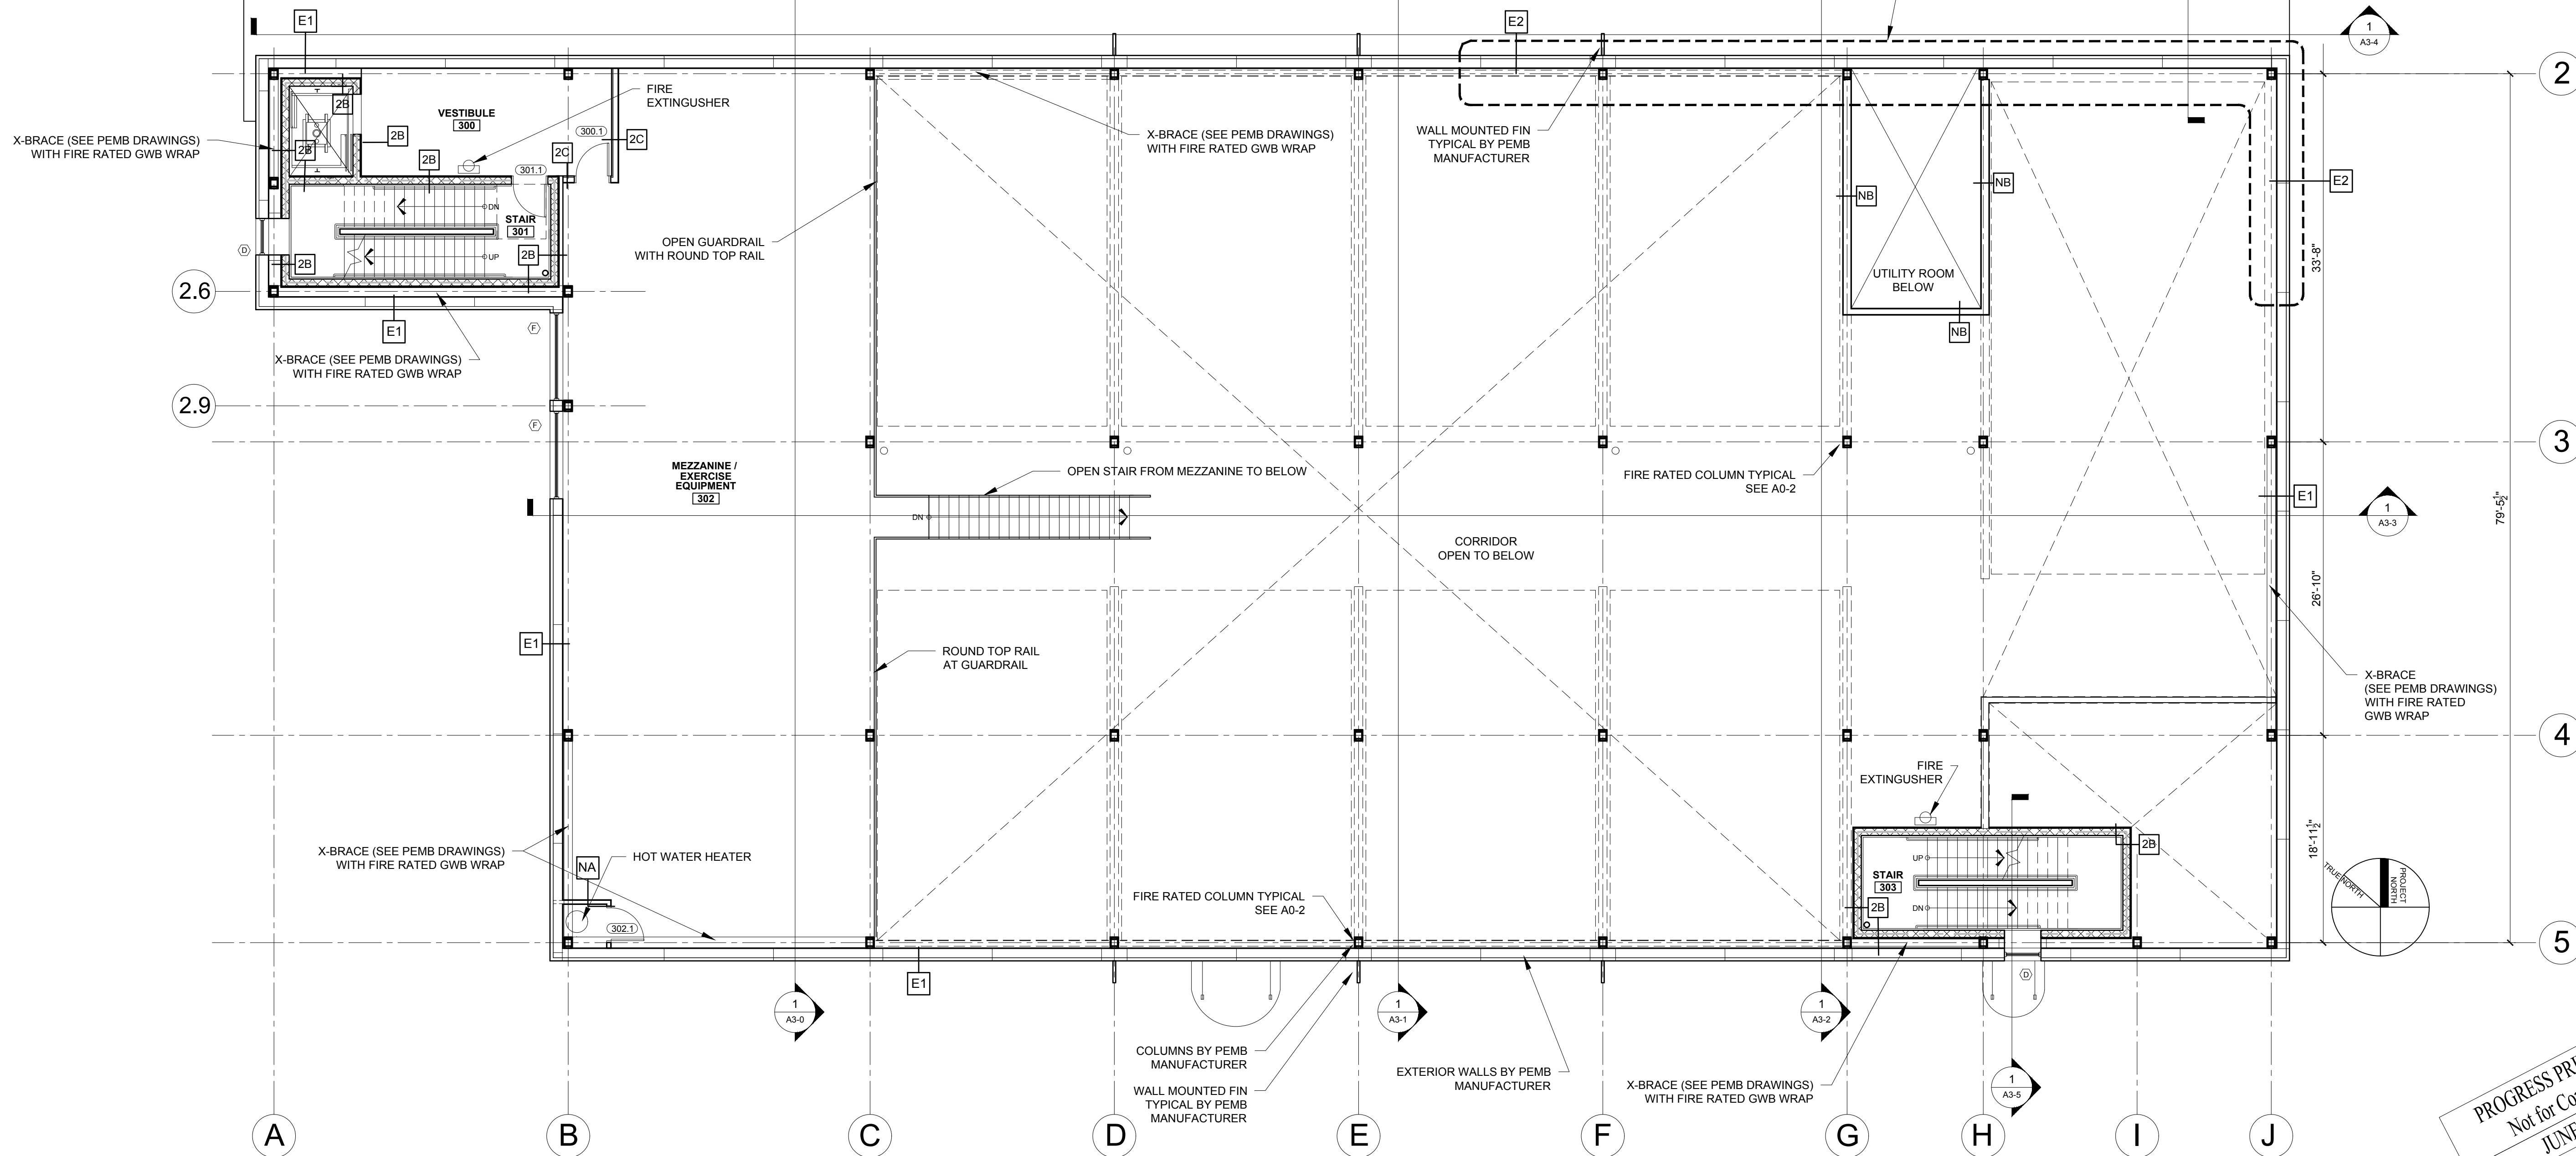 E1
E2
1
A3-4
2
FIRE
EXTINGUSHER
VESTIBULE
300
2B
300.1
2C
X-BRACE (SEE PEMB DRAWINGS)
WITH FIRE RATED GWB WRAP
2B
2B
2B
2C
301.1
X-BRACE (SEE PEMB DRAWINGS)
WITH FIRE RATED GWB WRAP
WALL MOUNTED FIN
TYPICAL BY PEMB
MANUFACTURER
NB
NB
E2
DN
STAIR
301
UP
2B
2B
D
OPEN GUARDRAIL
WITH ROUND TOP RAIL
UTILITY ROOM
BELOW
33'-8"
2.6
E1
F
NB
X-BRACE (SEE PEMB DRAWINGS)
WITH FIRE RATED GWB WRAP
2.9
F
3
MEZZANINE /
EXERCISE
EQUIPMENT
302
OPEN STAIR FROM MEZZANINE TO BELOW
FIRE RATED COLUMN TYPICAL
SEE A0-2
E1
1
A3-3
79'-5½"
DN
CORRIDOR
OPEN TO BELOW
26'-10"
E1
ROUND TOP RAIL
AT GUARDRAIL
X-BRACE
(SEE PEMB DRAWINGS)
WITH FIRE RATED
GWB WRAP
4
FIRE
EXTINGUSHER
18'-11½"
X-BRACE (SEE PEMB DRAWINGS)
WITH FIRE RATED GWB WRAP
NA
HOT WATER HEATER
302.1
FIRE RATED COLUMN TYPICAL
SEE A0-2
2B
UP
STAIR
303
DN
2B
TRUE NORTH
PROJECT
NORTH
5
E1
D
1
A3-0
1
A3-1
1
A3-2
COLUMNS BY PEMB
MANUFACTURER
WALL MOUNTED FIN
TYPICAL BY PEMB
MANUFACTURER
EXTERIOR WALLS BY PEMB
MANUFACTURER
X-BRACE (SEE PEMB DRAWINGS)
WITH FIRE RATED GWB WRAP
1
A3-5
PROGRESS PRI
Not for Co
JUNE
A
B
C
D
E
F
G
H
I
J